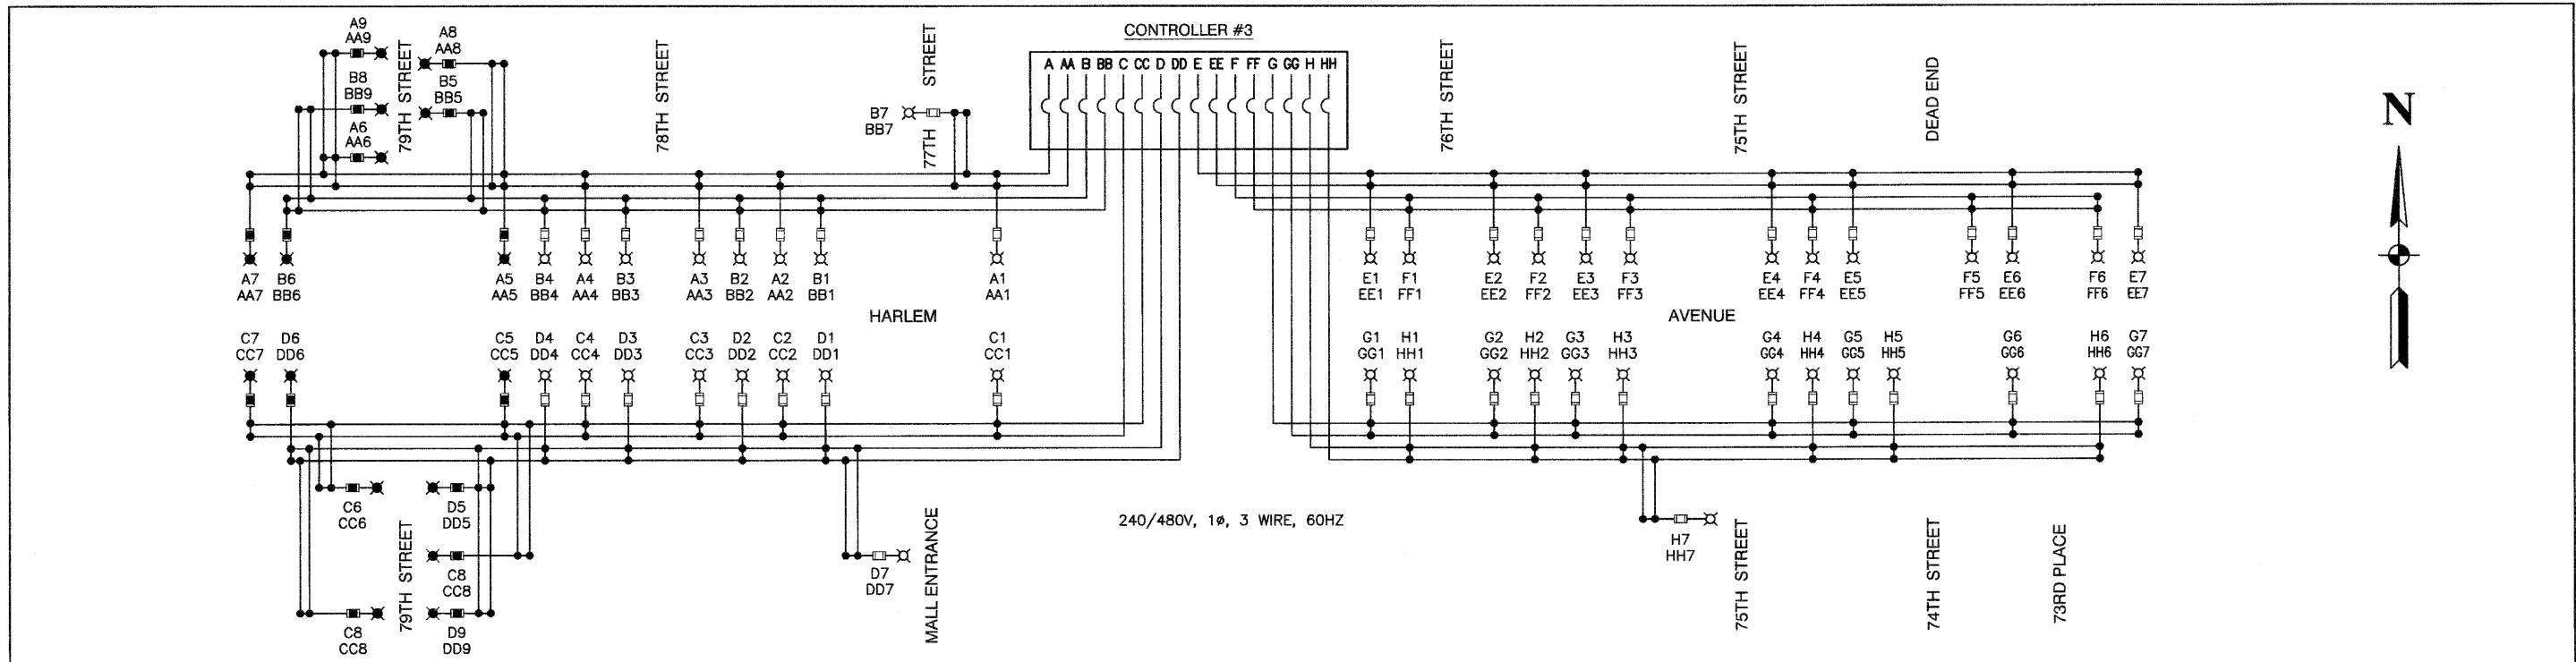 CONTROLLER #3
A AA B BB C CC D DD E EE F FF G GG H HH
A9
AA9
A8
AA8
B8
BB9
B5
BB5
A6
AA6
79TH STREET
78TH STREET
B7
BB7
77TH STREET
76TH STREET
75TH STREET
DEAD END
N
A7
AA7
B6
BB6
A5
AA5
B4
BB4
A4
AA4
B3
BB3
A3
AA3
B2
BB2
A2
AA2
B1
BB1
A1
AA1
E1
EE1
F1
FF1
E2
EE2
F2
FF2
E3
EE3
F3
FF3
E4
EE4
F4
FF4
E5
EE5
F5
FF5
E6
EE6
F6
FF6
E7
EE7
HARLEM AVENUE
C7
CC7
D6
DD6
C5
CC5
D4
DD4
C4
CC4
D3
DD3
C3
CC3
D2
DD2
C2
CC2
D1
DD1
C1
CC1
G1
GG1
H1
HH1
G2
GG2
H2
HH2
G3
GG3
H3
HH3
G4
GG4
H4
HH4
G5
GG5
H5
HH5
G6
GG6
H6
HH6
G7
GG7
C6
CC6
D5
DD5
79TH STREET
C8
CC8
C8
CC8
D9
DD9
D7
DD7
MALL ENTRANCE
240/480V, 1ø, 3 WIRE, 60HZ
H7
HH7
75TH STREET
74TH STREET
73RD PLACE